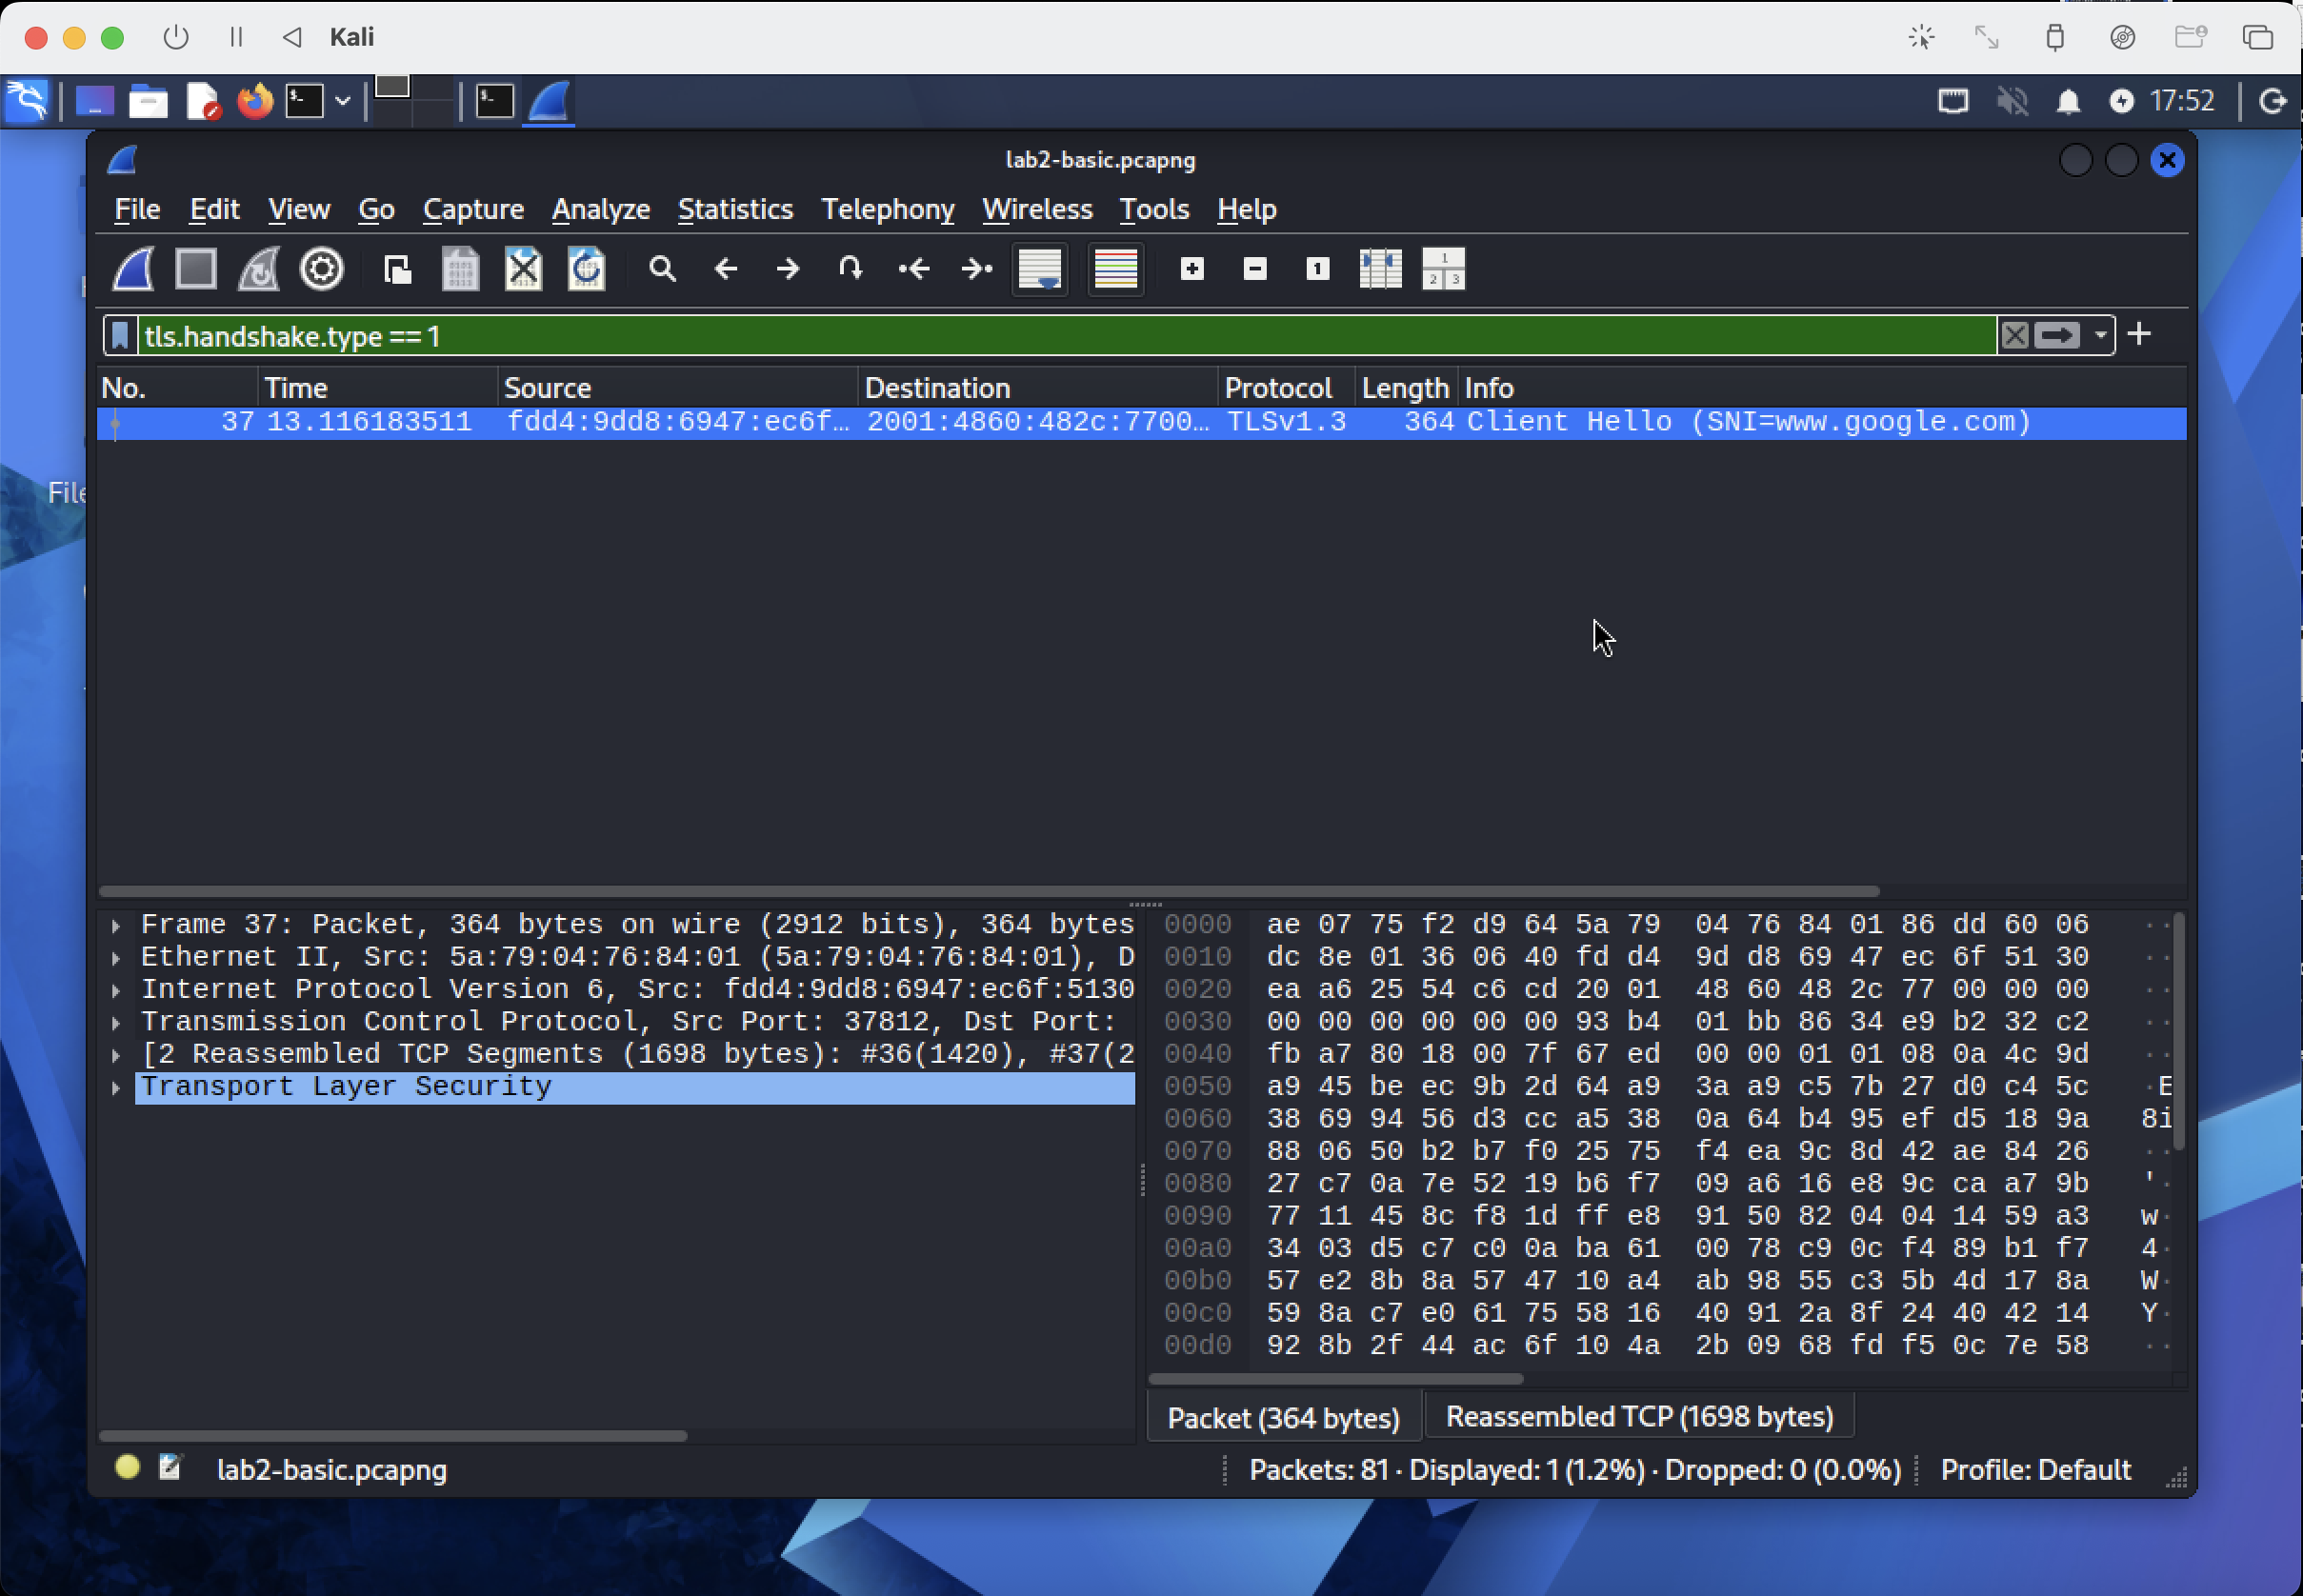 Kali
17:52
lab2-basic.pcapng
File Edit View Go Capture Analyze Statistics Telephony Wireless Tools Help
tls.handshake.type == 1
No. Time Source Destination Protocol Length Info
37 13.116183511 fdd4:9dd8:6947:ec6f… 2001:4860:482c:7700… TLSv1.3 364 Client Hello (SNI=www.google.com)
File
Frame 37: Packet, 364 bytes on wire (2912 bits), 364 bytes
Ethernet II, Src: 5a:79:04:76:84:01 (5a:79:04:76:84:01), D
Internet Protocol Version 6, Src: fdd4:9dd8:6947:ec6f:5130
Transmission Control Protocol, Src Port: 37812, Dst Port:
[2 Reassembled TCP Segments (1698 bytes): #36(1420), #37(2
Transport Layer Security
0000 ae 07 75 f2 d9 64 5a 79 04 76 84 01 86 dd 60 06 ··
0010 dc 8e 01 36 06 40 fd d4 9d d8 69 47 ec 6f 51 30 ··
0020 ea a6 25 54 c6 cd 20 01 48 60 48 2c 77 00 00 00 ··
0030 00 00 00 00 00 00 93 b4 01 bb 86 34 e9 b2 32 c2 ··
0040 fb a7 80 18 00 7f 67 ed 00 00 01 01 08 0a 4c 9d ··
0050 a9 45 be ec 9b 2d 64 a9 3a a9 c5 7b 27 d0 c4 5c ·E
0060 38 69 94 56 d3 cc a5 38 0a 64 b4 95 ef d5 18 9a 8i
0070 88 06 50 b2 b7 f0 25 75 f4 ea 9c 8d 42 ae 84 26 ··
0080 27 c7 0a 7e 52 19 b6 f7 09 a6 16 e8 9c ca a7 9b '·
0090 77 11 45 8c f8 1d ff e8 91 50 82 04 04 14 59 a3 w·
00a0 34 03 d5 c7 c0 0a ba 61 00 78 c9 0c f4 89 b1 f7 4·
00b0 57 e2 8b 8a 57 47 10 a4 ab 98 55 c3 5b 4d 17 8a W·
00c0 59 8a c7 e0 61 75 58 16 40 91 2a 8f 24 40 42 14 Y·
00d0 92 8b 2f 44 ac 6f 10 4a 2b 09 68 fd f5 0c 7e 58 ··
Packet (364 bytes) Reassembled TCP (1698 bytes)
lab2-basic.pcapng Packets: 81 · Displayed: 1 (1.2%) · Dropped: 0 (0.0%) Profile: Default